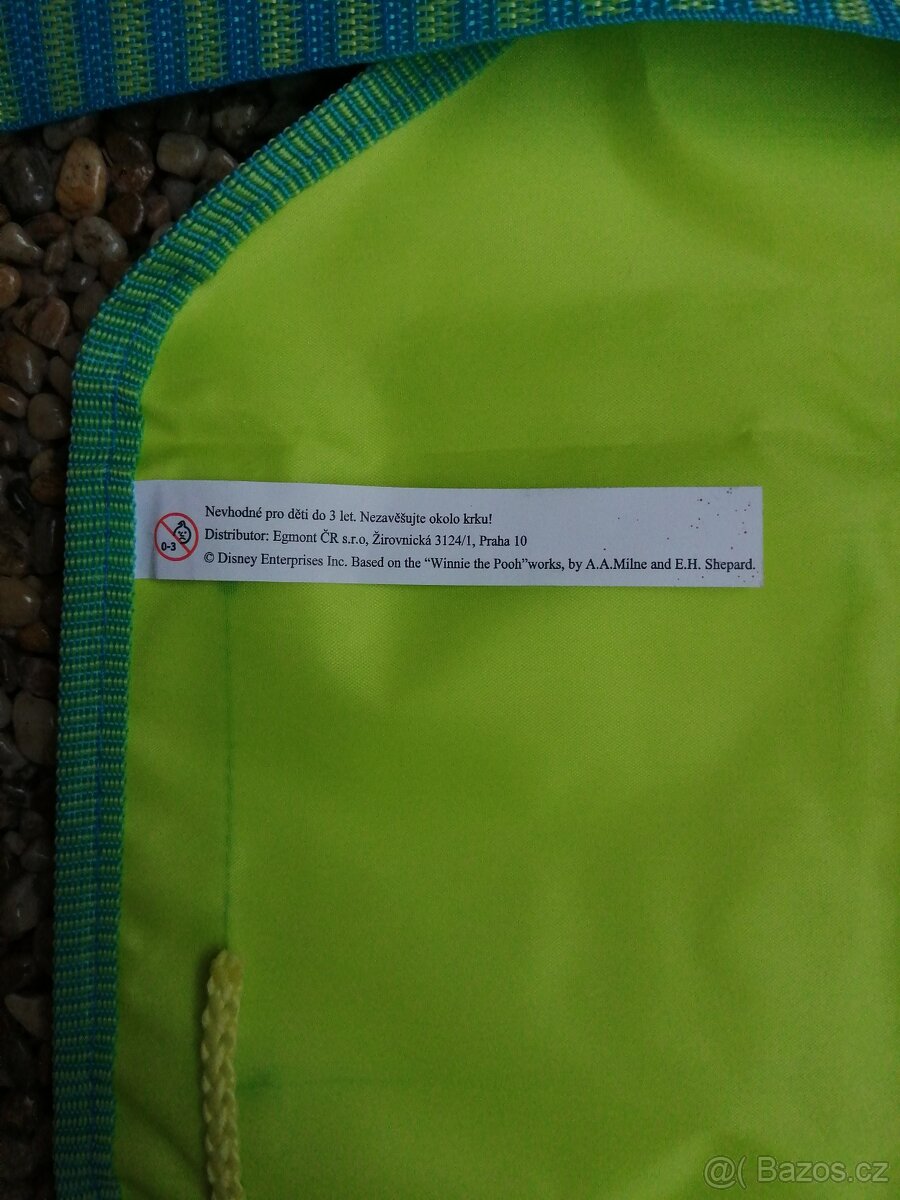 Nevhodné pro děti do 3 let. Nezavěšujte okolo krku!
0-3
Distributor: Egmont ČR s.r.o, Žirovnická 3124/1, Praha 10
© Disney Enterprises Inc. Based on the “Winnie the Pooh”works, by A.A.Milne and E.H. Shepard.
@( Bazos.cz